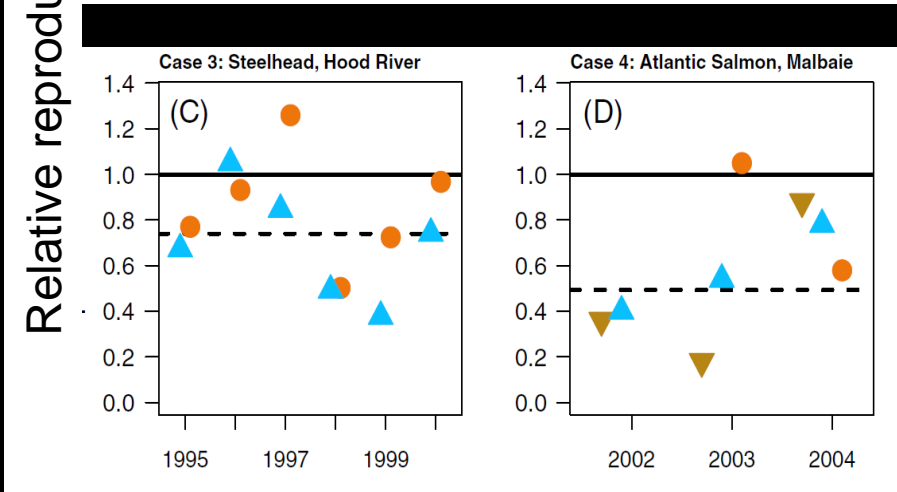 Relative reprodu
Case 3: Steelhead, Hood River
(C)
1.4
1.2
1.0
0.8
0.6
0.4
0.2
0.0
1995 1997 1999
Case 4: Atlantic Salmon, Malbaie
(D)
1.4
1.2
1.0
0.8
0.6
0.4
0.2
0.0
2002 2003 2004